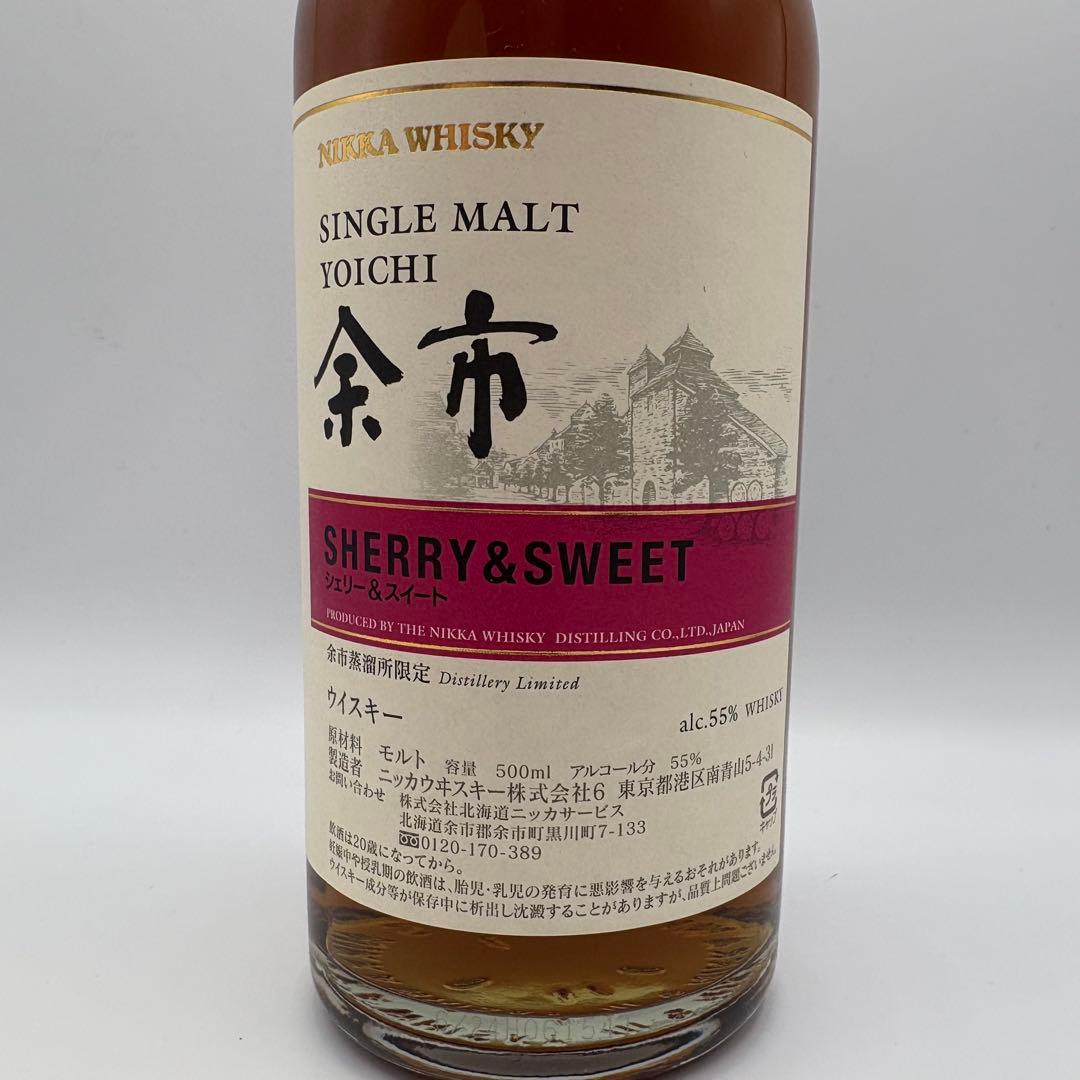 NIKKA WHISKY
SINGLE MALT
YOICHI
余市
SHERRY&SWEET
シェリー&スイート
PRODUCED BY THE NIKKA WHISKY DISTILLING CO.,LTD.,JAPAN
余市蒸溜所限定 Distillery Limited
ウイスキー
alc.55% WHISKY
原材料 モルト 容量 500ml アルコール分 55%
製造者 ニッカウヰスキー株式会社6 東京都港区南青山5-4-31
お問い合わせ 株式会社北海道ニッカサービス
北海道余市郡余市町黒川町7-133
0120-170-389
プラ
キャップ
飲酒は20歳になってから。
妊娠中や授乳期の飲酒は、胎児・乳児の発育に悪影響を与えるおそれがあります。
ウイスキー成分等が保存中に析出し沈澱することがありますが、品質上問題ございません。